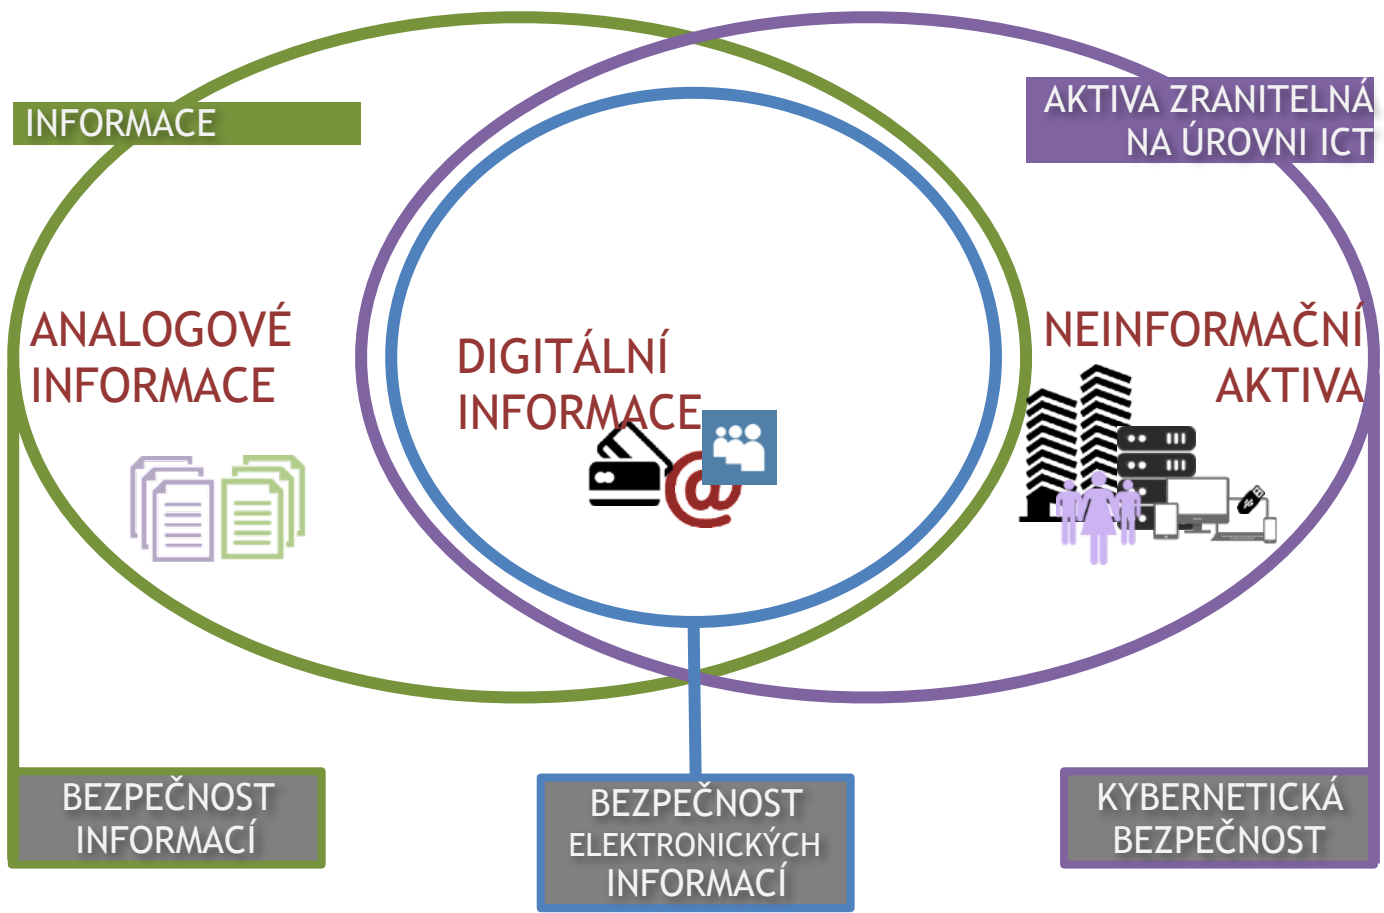 INFORMACE
AKTIVA ZRANITELNÁ
NA ÚROVNI ICT
ANALOGOVÉ
INFORMACE
DIGITÁLNÍ
INFORMACE
@
NEINFORMAČNÍ
AKTIVA
BEZPEČNOST
INFORMACÍ
BEZPEČNOST
ELEKTRONICKÝCH
INFORMACÍ
KYBERNETICKÁ
BEZPEČNOST